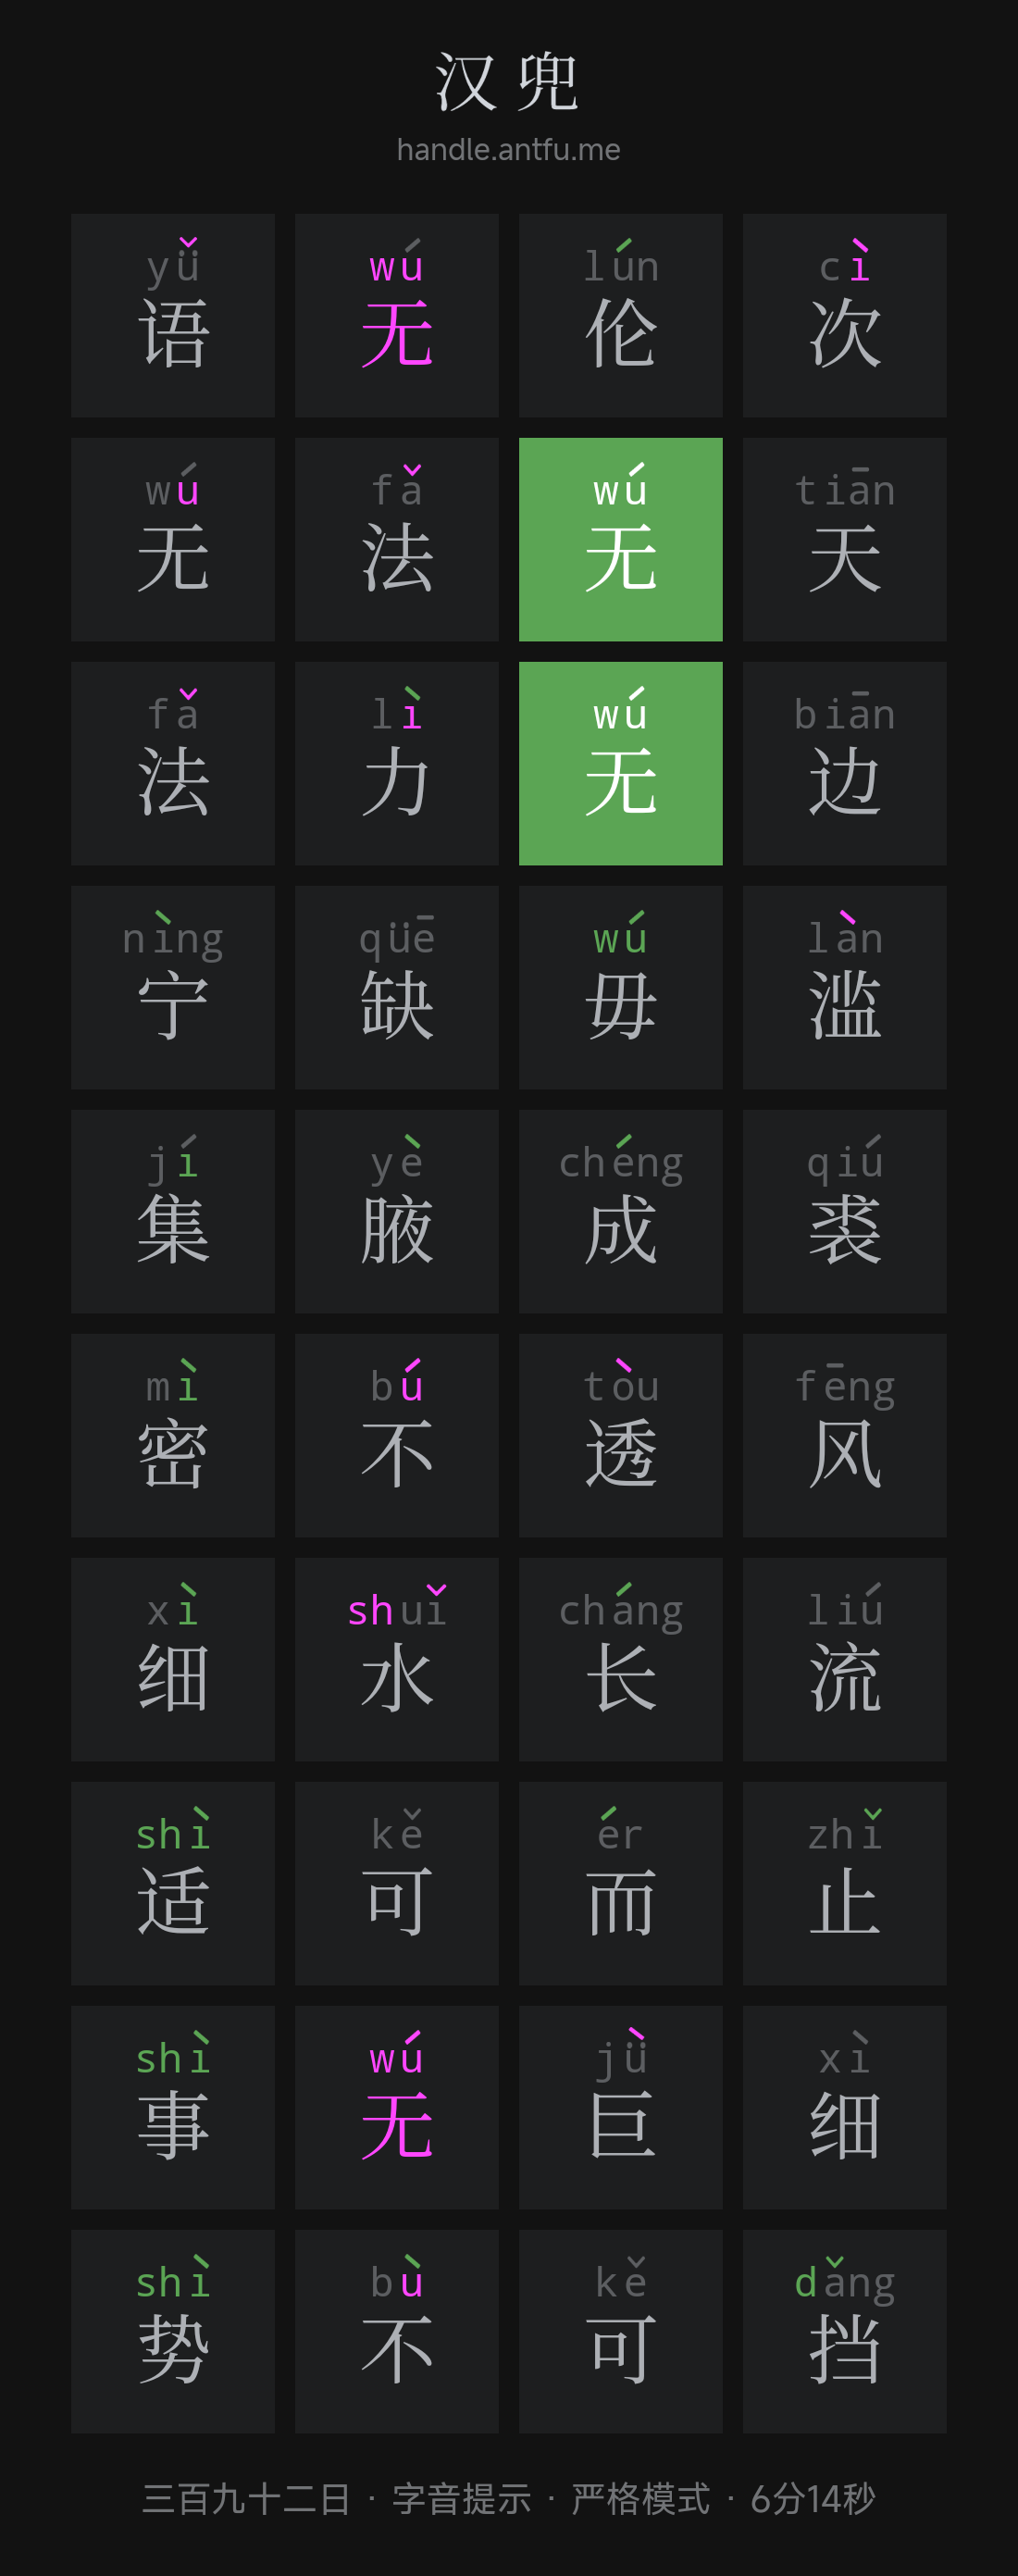 汉兜
handle.antfu.me
yǚ wú lún cì
语 无 伦 次
wú fǎ wú tiān
无 法 无 天
fǎ lì wú biān
法 力 无 边
nìng qüē wú làn
宁 缺 毋 滥
jí yè chéng qiú
集 腋 成 裘
mì bú tòu fēng
密 不 透 风
xì shuǐ cháng liú
细 水 长 流
shì kě ér zhǐ
适 可 而 止
shì wú jǜ xì
事 无 巨 细
shì bù kě dǎng
势 不 可 挡
三百九十二日 · 字音提示 · 严格模式 · 6分14秒